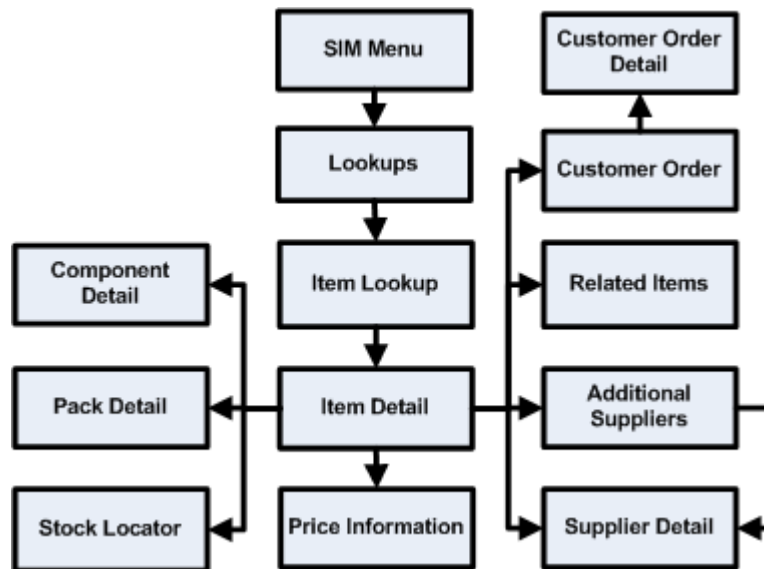 SIM Menu
Customer Order
Detail
Lookups
Customer Order
Component
Detail
Item Lookup
Related Items
Pack Detail
Item Detail
Additional
Suppliers
Stock Locator
Price Information
Supplier Detail